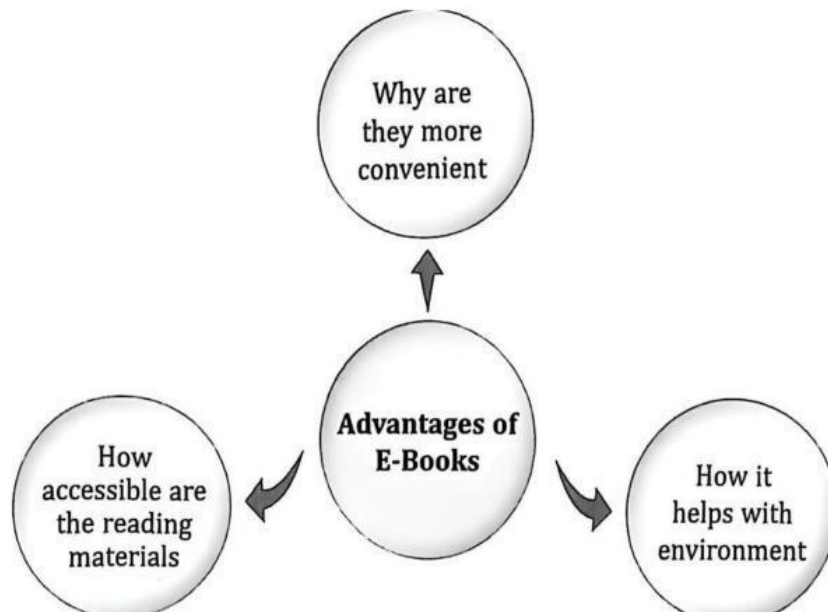 Why are
they more
convenient
Advantages of
E-Books
How
accessible are
the reading
materials
How it
helps with
environment